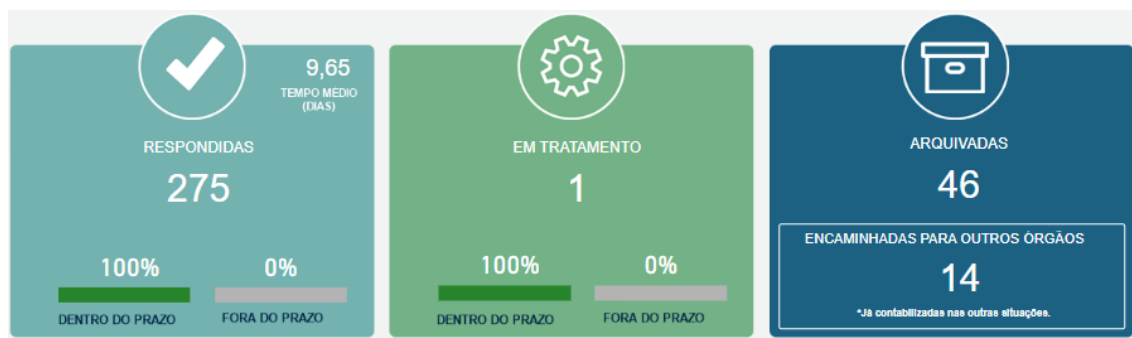 9,65
TEMPO MÉDIO
(DIAS)
RESPONDIDAS
275
100%
0%
DENTRO DO PRAZO
FORA DO PRAZO
EM TRATAMENTO
1
100%
0%
DENTRO DO PRAZO
FORA DO PRAZO
ARQUIVADAS
46
ENCAMINHADAS PARA OUTROS ÓRGÃOS
14
*Já contabilizadas nas outras situações.